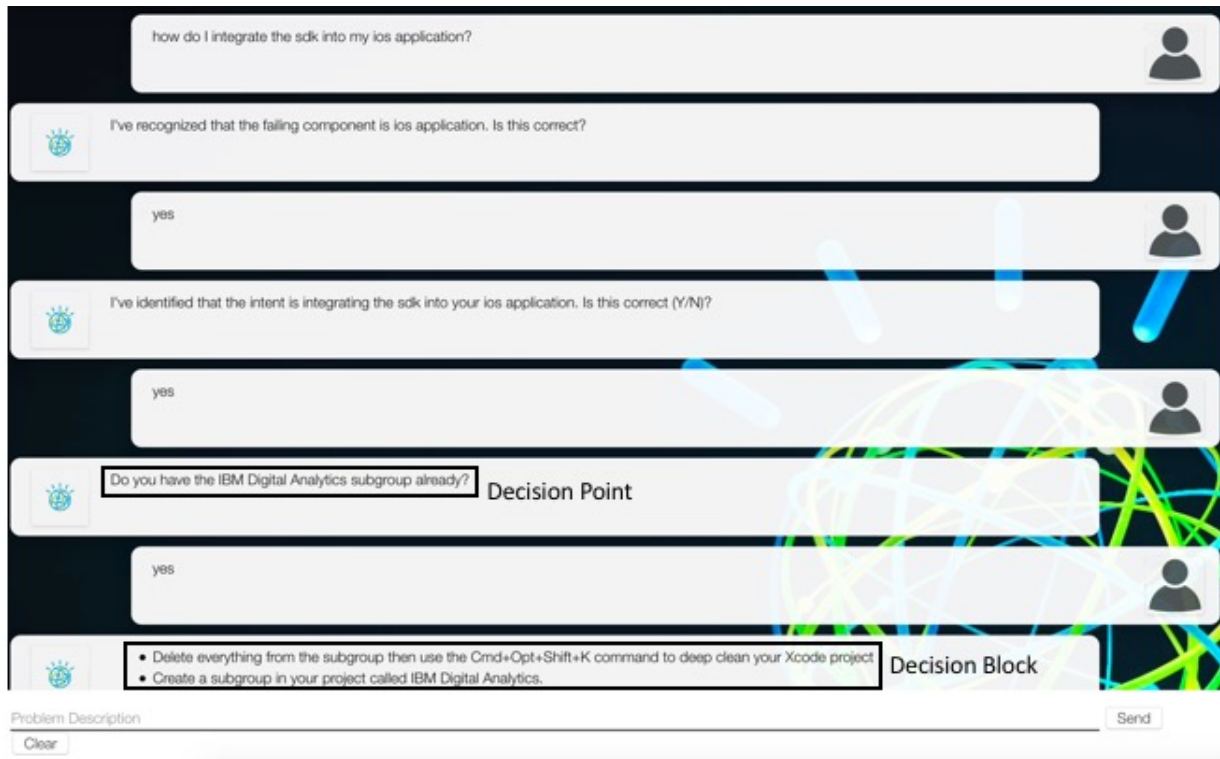 how do I integrate the sdk into my ios application?
I've recognized that the failing component is ios application. Is this correct?
yes
I've identified that the intent is integrating the sdk into your ios application. Is this correct (Y/N)?
yes
Do you have the IBM Digital Analytics subgroup already?
Decision Point
yes
• Delete everything from the subgroup then use the Cmd+Opt+Shift+K command to deep clean your Xcode project
• Create a subgroup in your project called IBM Digital Analytics.
Decision Block
Problem Description
Send
Clear